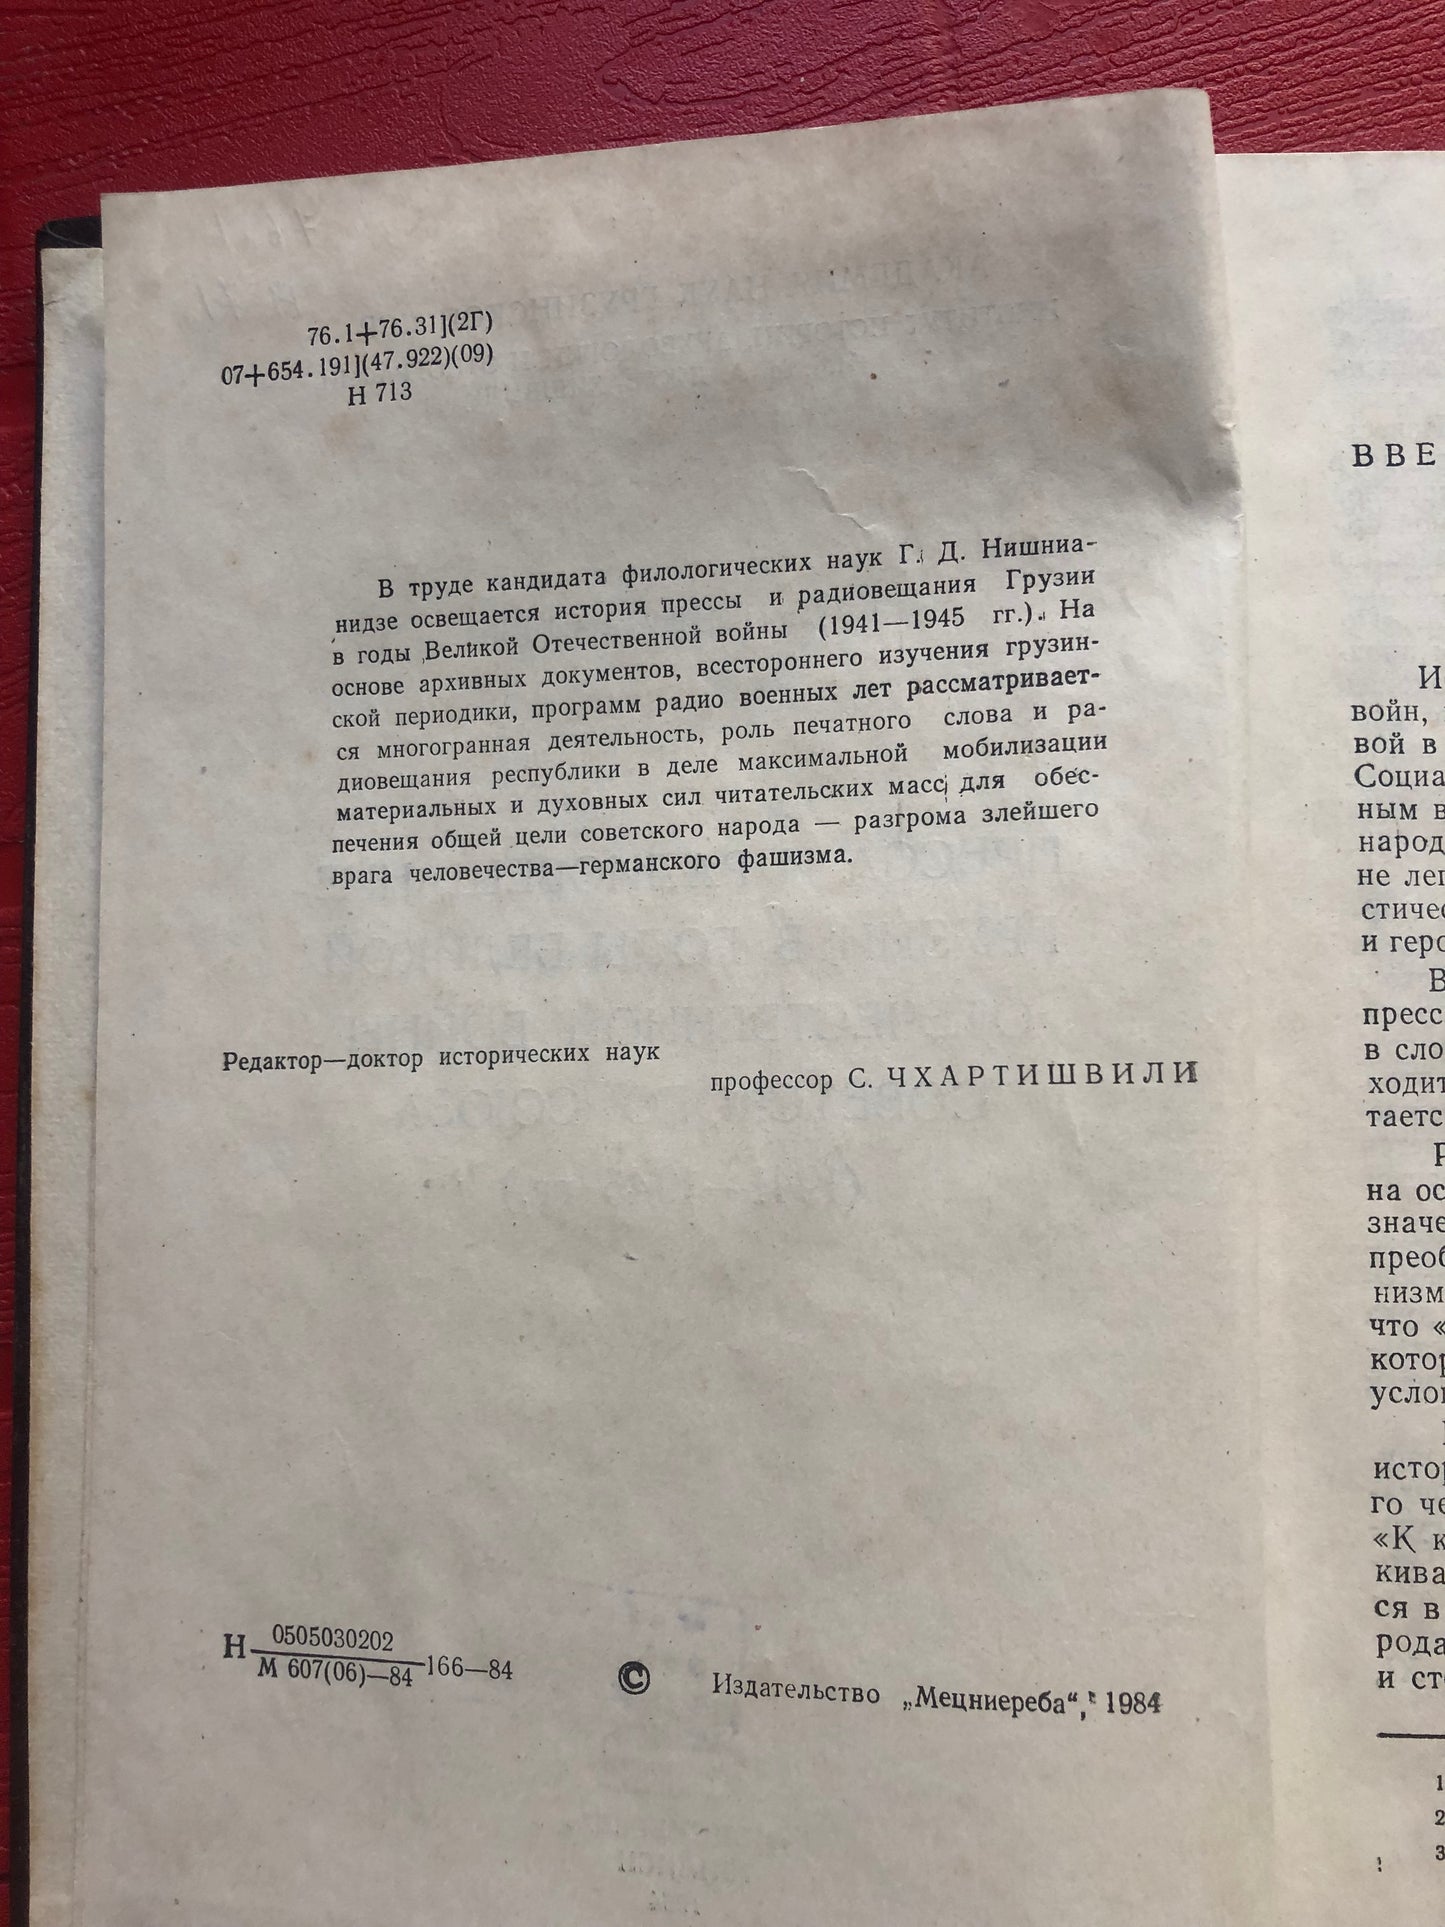 76.1+76.31](2Г)
07+654.191](47.922)(09)
Н 713
В труде кандидата филологических наук Г. Д. Нишниа-
нидзе освещается история прессы и радиовещания Грузии
в годы Великой Отечественной войны (1941—1945 гг.). На
основе архивных документов, всестороннего изучения грузин-
ской периодики, программ радио военных лет рассматривает-
ся многогранная деятельность, роль печатного слова и ра-
диовещания республики в деле максимальной мобилизации
материальных и духовных сил читательских масс для обес-
печения общей цели советского народа — разгрома злейшего
врага человечества—германского фашизма.
Редактор—доктор исторических наук
профессор С. ЧХАРТИШВИЛИ
Н 0505030202
М 607(06)—84 166—84
© Издательство „Мецниереба“, 1984
ВВЕ
И
войн,
вой в
Социа
ным в
народ
не лег
стичес
и геро
В
пресс
в сло
ходит
таетс
Р
на ос
значе
преоб
низм
что «
котор
услов
истор
го че
«К к
кива
ся в
рода
и сто
1
2
3